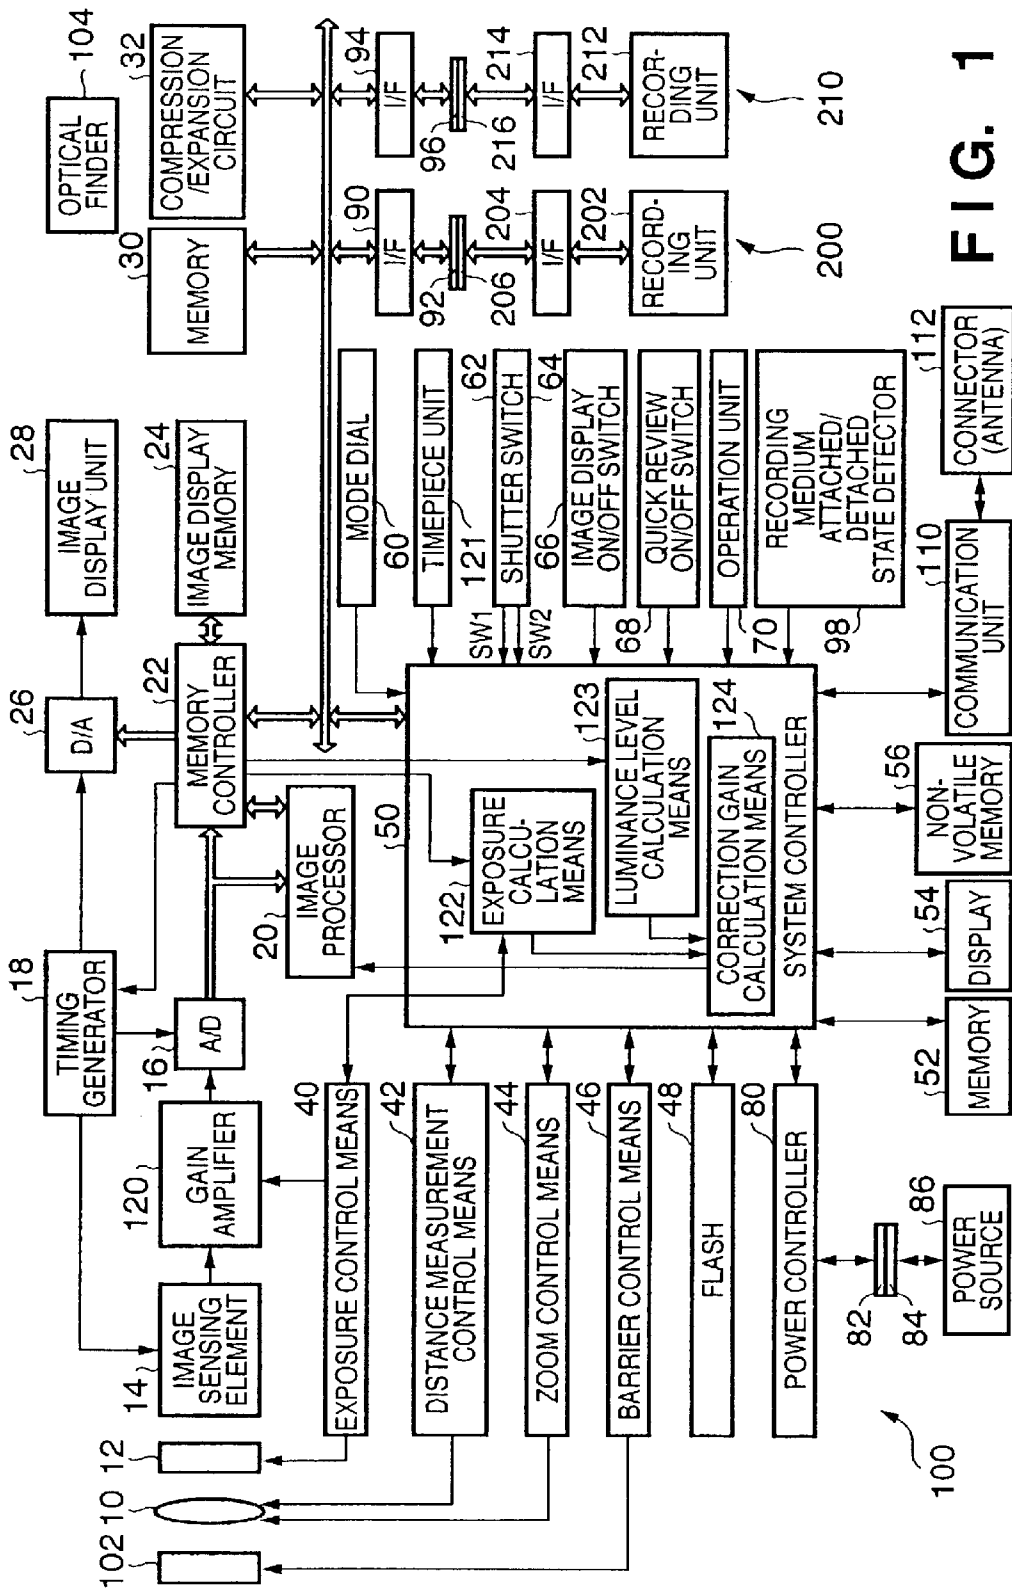 102
10
12
14
IMAGE
SENSING
ELEMENT
120
GAIN
AMPLIFIER
16
A/D
18
TIMING
GENERATOR
20
IMAGE
PROCESSOR
22
MEMORY
CONTROLLER
26
D/A
28
IMAGE
DISPLAY UNIT
24
IMAGE DISPLAY
MEMORY
30
MEMORY
104
OPTICAL
FINDER
32
COMPRESSION
/EXPANSION
CIRCUIT
40
EXPOSURE CONTROL MEANS
42
DISTANCE MEASUREMENT
CONTROL MEANS
44
ZOOM CONTROL MEANS
46
BARRIER CONTROL MEANS
48
FLASH
80
POWER CONTROLLER
82
84
86
POWER
SOURCE
100
50
122
EXPOSURE
CALCU-
LATION
MEANS
123
LUMINANCE LEVEL
CALCULATION
MEANS
124
CORRECTION GAIN
CALCULATION MEANS
SYSTEM CONTROLLER
52
MEMORY
54
DISPLAY
56
NON-
VOLATILE
MEMORY
110
COMMUNICATION
UNIT
112
CONNECTOR
(ANTENNA)
MODE DIAL
60
TIMEPIECE UNIT
121
62
SHUTTER SWITCH
64
SW1
SW2
66
IMAGE DISPLAY
ON/OFF SWITCH
68
QUICK REVIEW
ON/OFF SWITCH
OPERATION UNIT
70
RECORDING
MEDIUM
ATTACHED/
DETACHED
STATE DETECTOR
98
90
I/F
92
206
204
I/F
202
RECORD-
ING
UNIT
200
94
I/F
96
216
214
I/F
212
RECOR-
DING
UNIT
210
FIG. 1